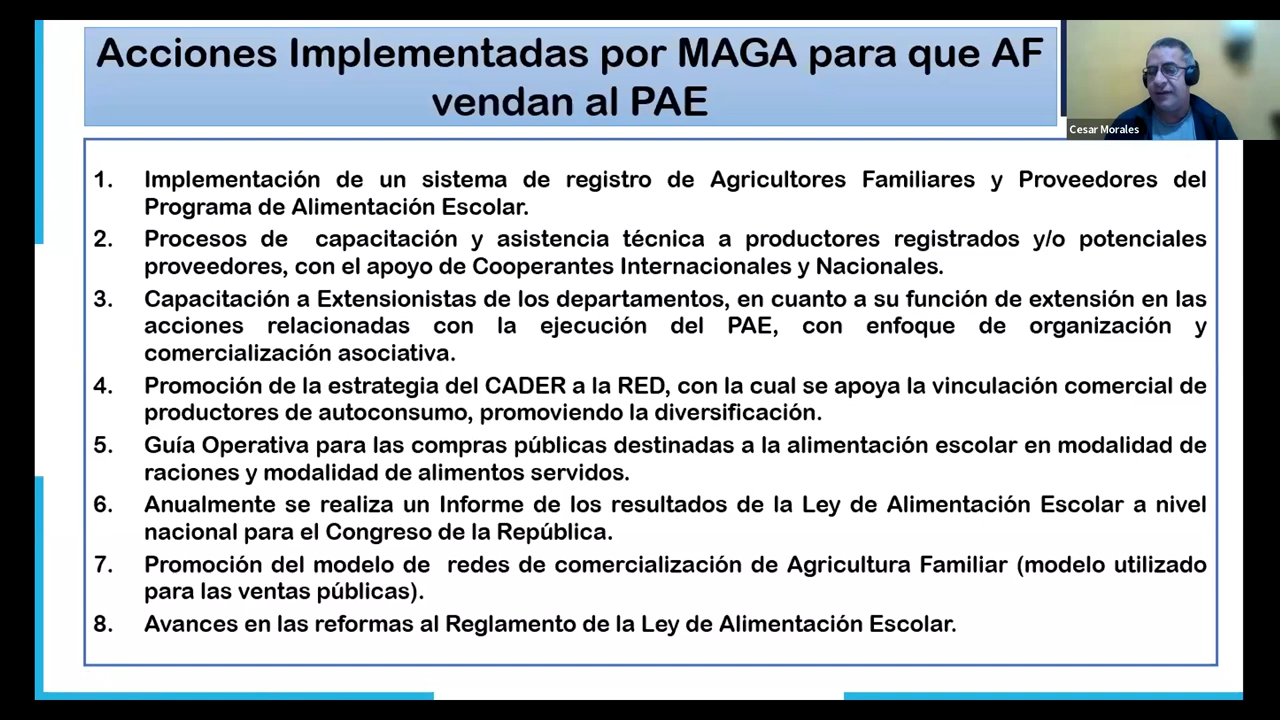 Acciones Implementadas por MAGA para que AF
vendan al PAE
Cesar Morales
1. Implementación de un sistema de registro de Agricultores Familiares y Proveedores del
Programa de Alimentación Escolar.
2. Procesos de capacitación y asistencia técnica a productores registrados y/o potenciales
proveedores, con el apoyo de Cooperantes Internacionales y Nacionales.
3. Capacitación a Extensionistas de los departamentos, en cuanto a su función de extensión en las
acciones relacionadas con la ejecución del PAE, con enfoque de organización y
comercialización asociativa.
4. Promoción de la estrategia del CADER a la RED, con la cual se apoya la vinculación comercial de
productores de autoconsumo, promoviendo la diversificación.
5. Guía Operativa para las compras públicas destinadas a la alimentación escolar en modalidad de
raciones y modalidad de alimentos servidos.
6. Anualmente se realiza un Informe de los resultados de la Ley de Alimentación Escolar a nivel
nacional para el Congreso de la República.
7. Promoción del modelo de redes de comercialización de Agricultura Familiar (modelo utilizado
para las ventas públicas).
8. Avances en las reformas al Reglamento de la Ley de Alimentación Escolar.